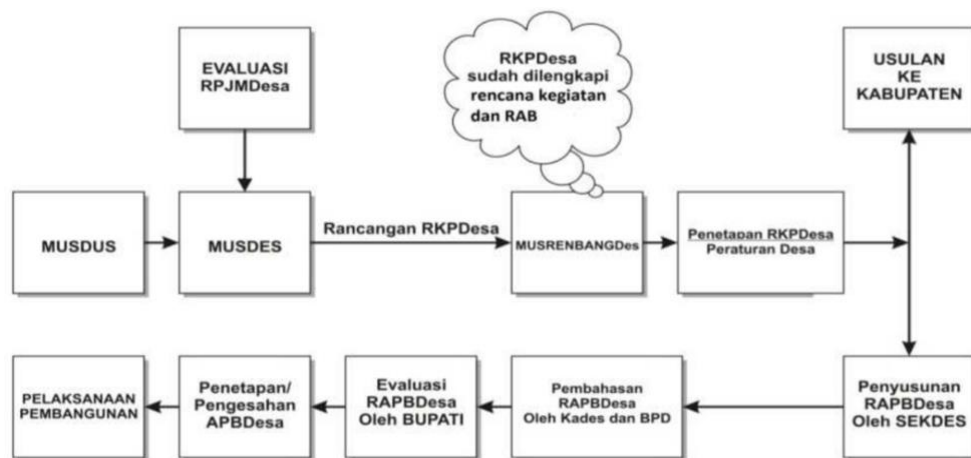 EVALUASI
RPJMDesa
RKPDesa
sudah dilengkapi
rencana kegiatan
dan RAB
USULAN
KE
KABUPATEN
MUSDUS
MUSDES
Rancangan RKPDesa
MUSRENBANGDes
Penetapan RKPDesa
Peraturan Desa
PELAKSANAAN
PEMBANGUNAN
Penetapan/
Pengesahan
APBDesa
Evaluasi
RAPBDesa
Oleh BUPATI
Pembahasan
RAPBDesa
Oleh Kades dan BPD
Penyusunan
RAPBDesa
Oleh SEKDES